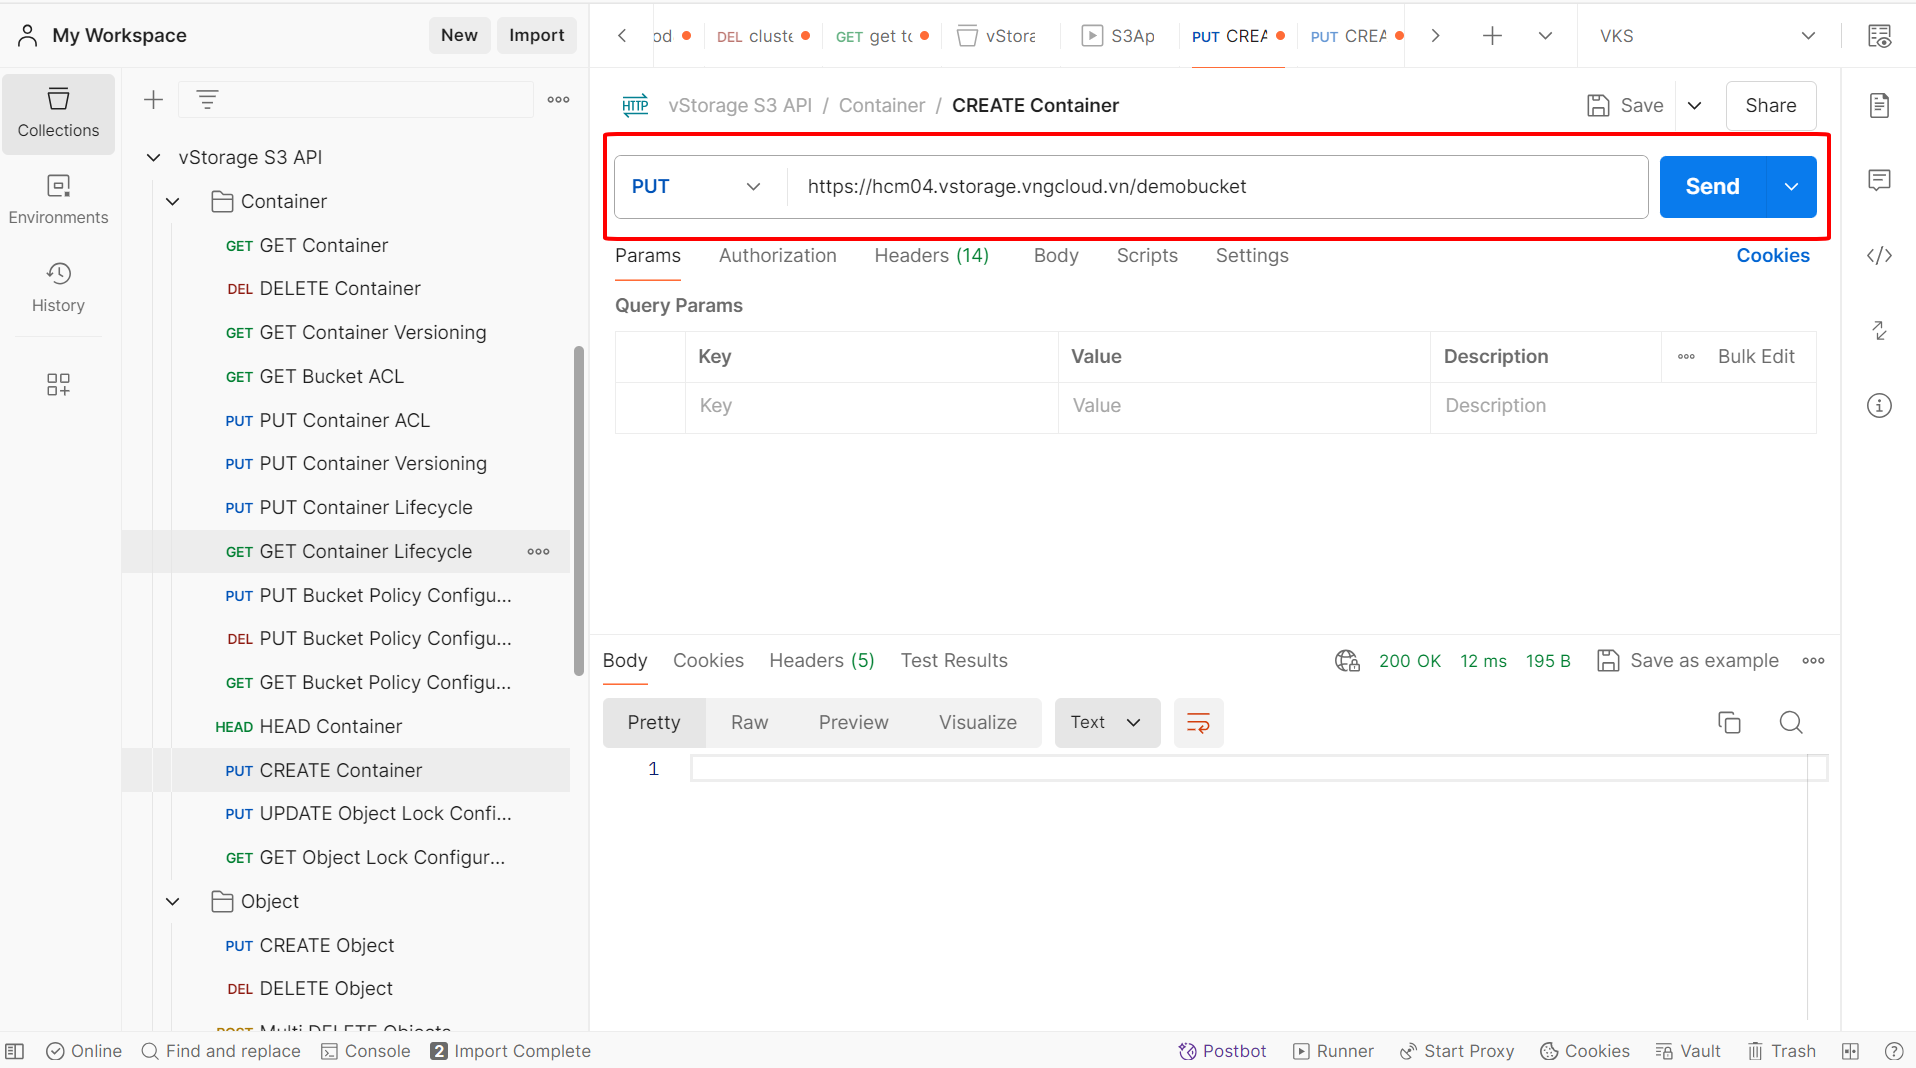 My Workspace
New
Import
od
DEL cluste
GET get to
vStora
S3Ap
PUT CREA
PUT CREA
VKS
Collections
Environments
History
vStorage S3 API
Container
GET GET Container
DEL DELETE Container
GET GET Container Versioning
GET GET Bucket ACL
PUT PUT Container ACL
PUT PUT Container Versioning
PUT PUT Container Lifecycle
GET GET Container Lifecycle
PUT PUT Bucket Policy Configu...
DEL PUT Bucket Policy Configu...
GET GET Bucket Policy Configu...
HEAD HEAD Container
PUT CREATE Container
PUT UPDATE Object Lock Confi...
GET GET Object Lock Configur...
Object
PUT CREATE Object
DEL DELETE Object
POST Multi DELETE Objects
HTTP vStorage S3 API / Container / CREATE Container
Save
Share
PUT
https://hcm04.vstorage.vngcloud.vn/demobucket
Send
Params
Authorization
Headers (14)
Body
Scripts
Settings
Cookies
Query Params
Key
Value
Description
Bulk Edit
Key
Value
Description
Body
Cookies
Headers (5)
Test Results
200 OK
12 ms
195 B
Save as example
Pretty
Raw
Preview
Visualize
Text
1
Online
Find and replace
Console
2 Import Complete
Postbot
Runner
Start Proxy
Cookies
Vault
Trash